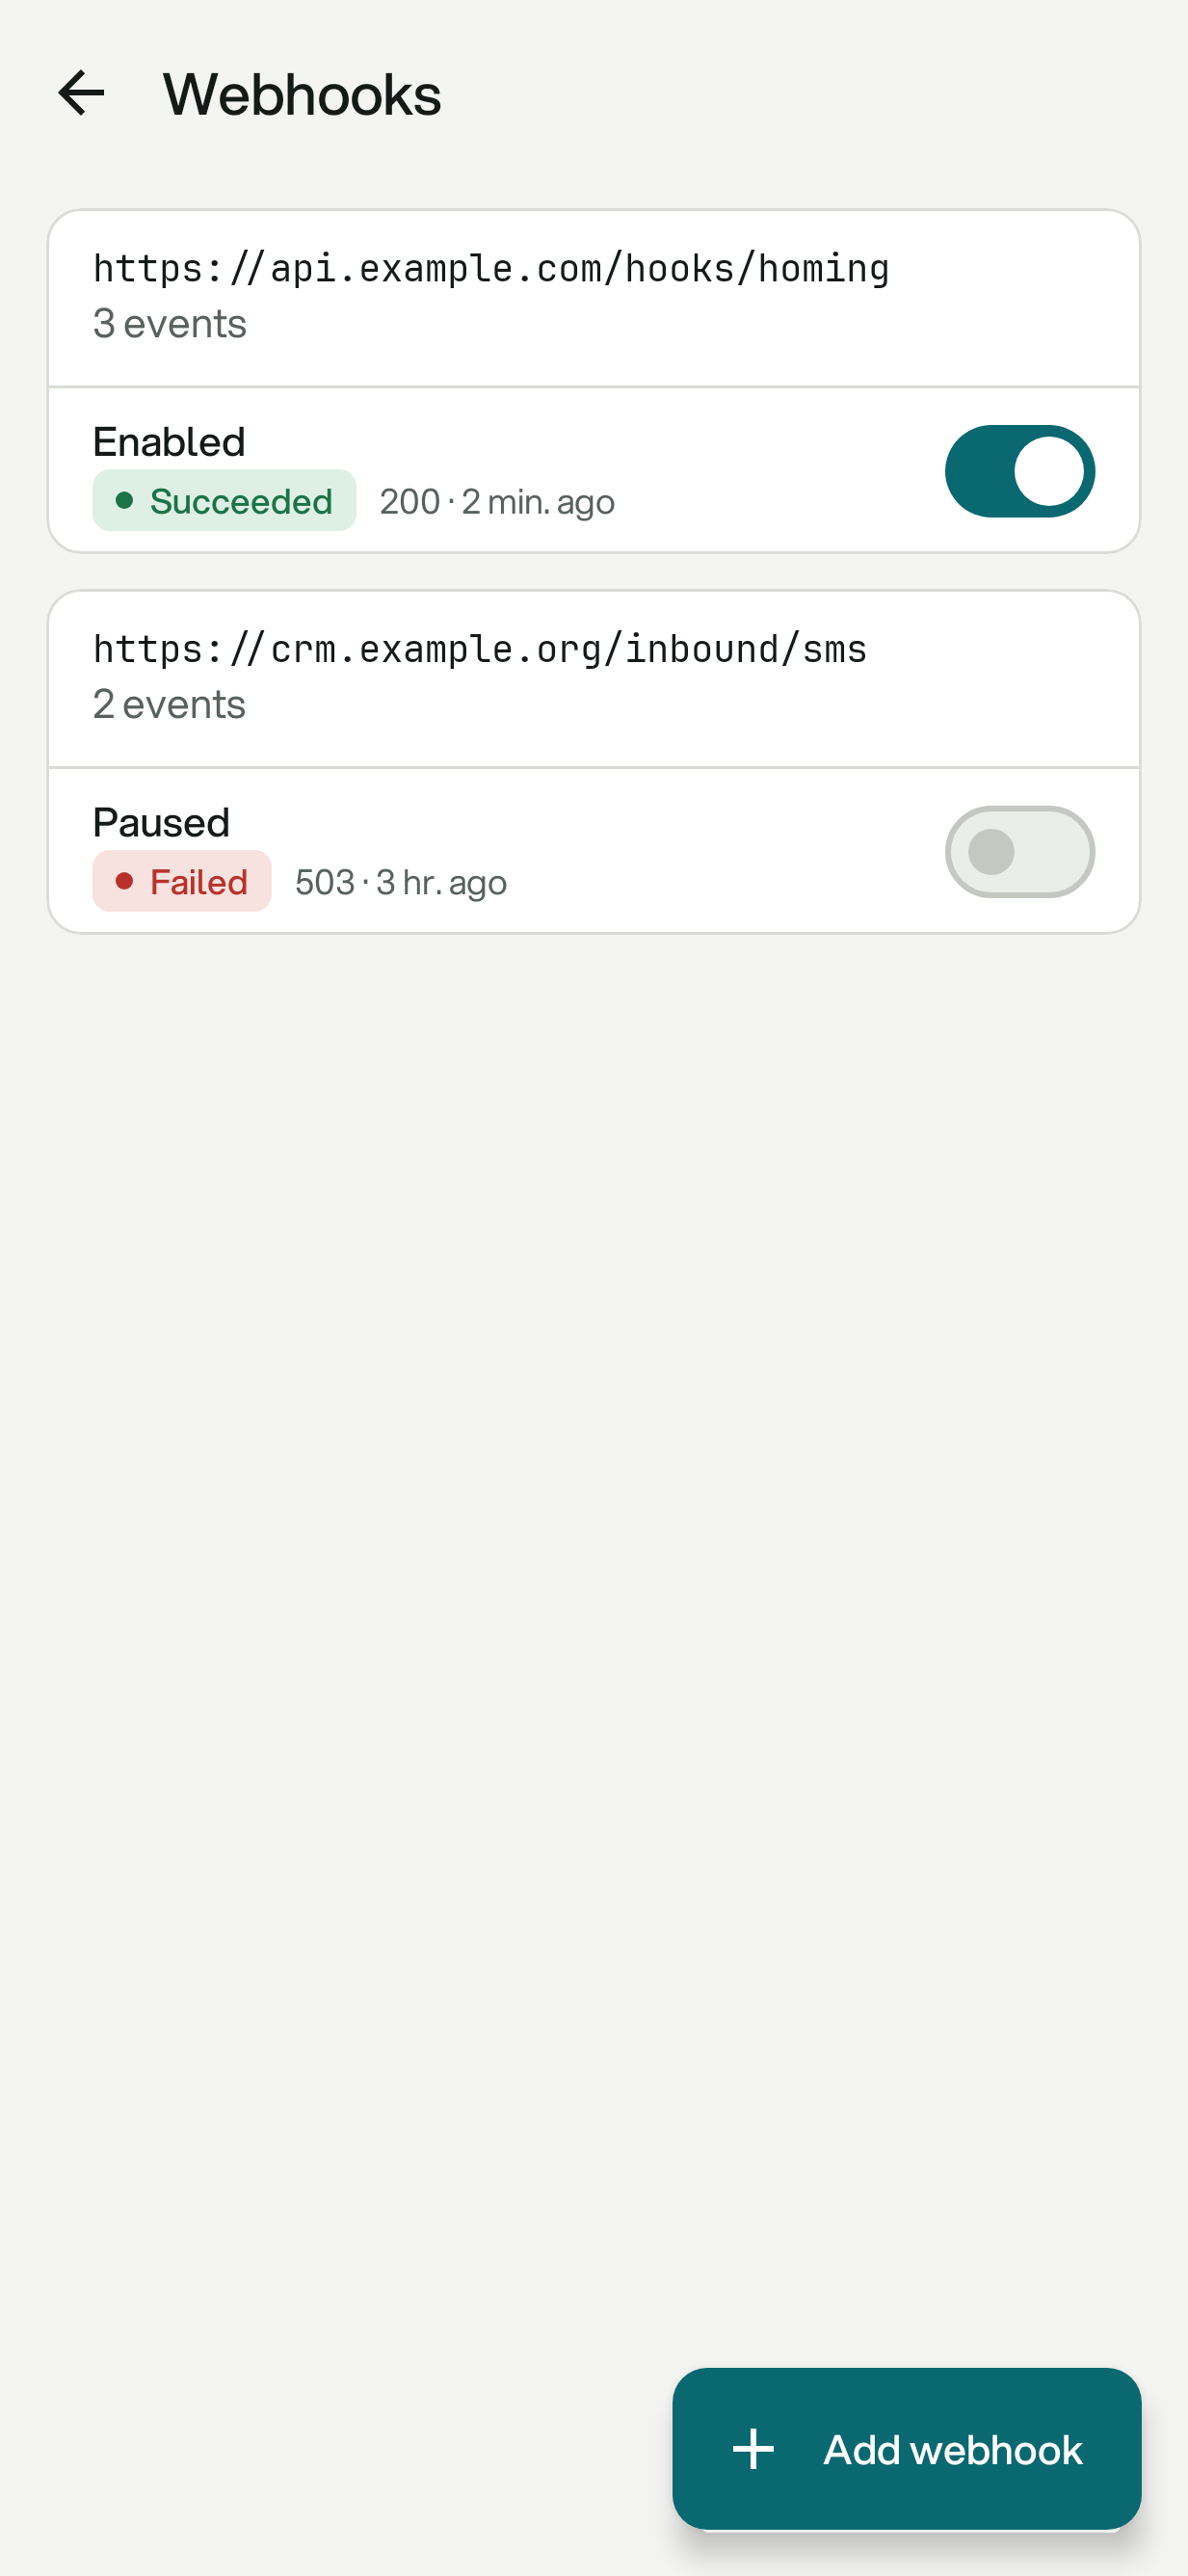 Webhooks
https://api.example.com/hooks/homing
3 events
Enabled
Succeeded 200 · 2 min. ago
https://crm.example.org/inbound/sms
2 events
Paused
Failed 503 · 3 hr. ago
Add webhook